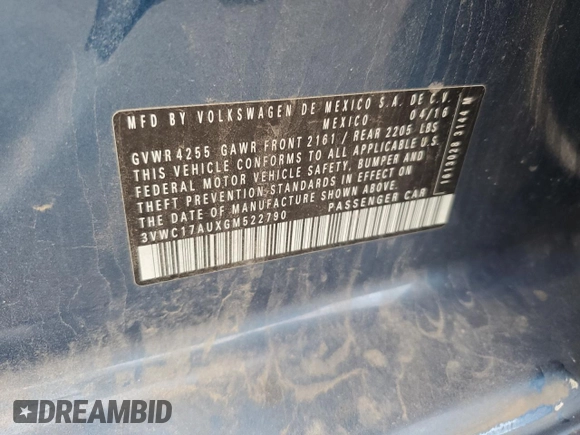 MFD BY VOLKSWAGEN DE MEXICO S.A. DE C.V.
MEXICO 04/16
GVWR 4255 GAWR FRONT 2161 / REAR 2205 LBS
THIS VEHICLE CONFORMS TO ALL APPLICABLE
FEDERAL MOTOR VEHICLE SAFETY, BUMPER AND
THEFT PREVENTION STANDARDS IN EFFECT ON
THE DATE OF MANUFACTURE SHOWN ABOVE.
3VWC17AUXGM522790 PASSENGER CAR
DREAMBID